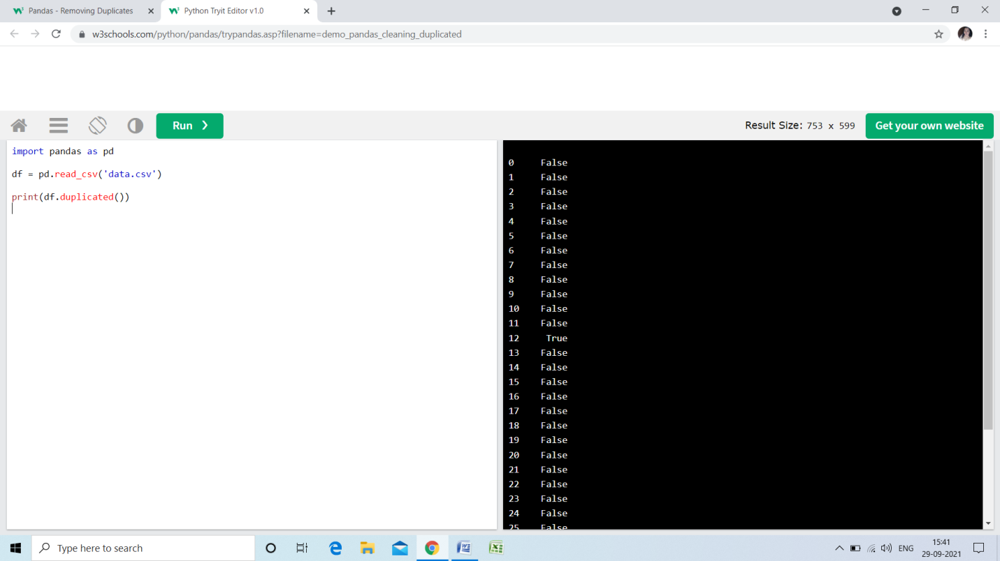 Pandas - Removing Duplicates
Python Tryit Editor v1.0
w3schools.com/python/pandas/trypandas.asp?filename=demo_pandas_cleaning_duplicated
Run ❯
Result Size: 753 x 599
Get your own website
import pandas as pd
df = pd.read_csv('data.csv')
print(df.duplicated())
0 False
1 False
2 False
3 False
4 False
5 False
6 False
7 False
8 False
9 False
10 False
11 False
12 True
13 False
14 False
15 False
16 False
17 False
18 False
19 False
20 False
21 False
22 False
23 False
24 False
25 False
Type here to search
ENG
15:41
29-09-2021